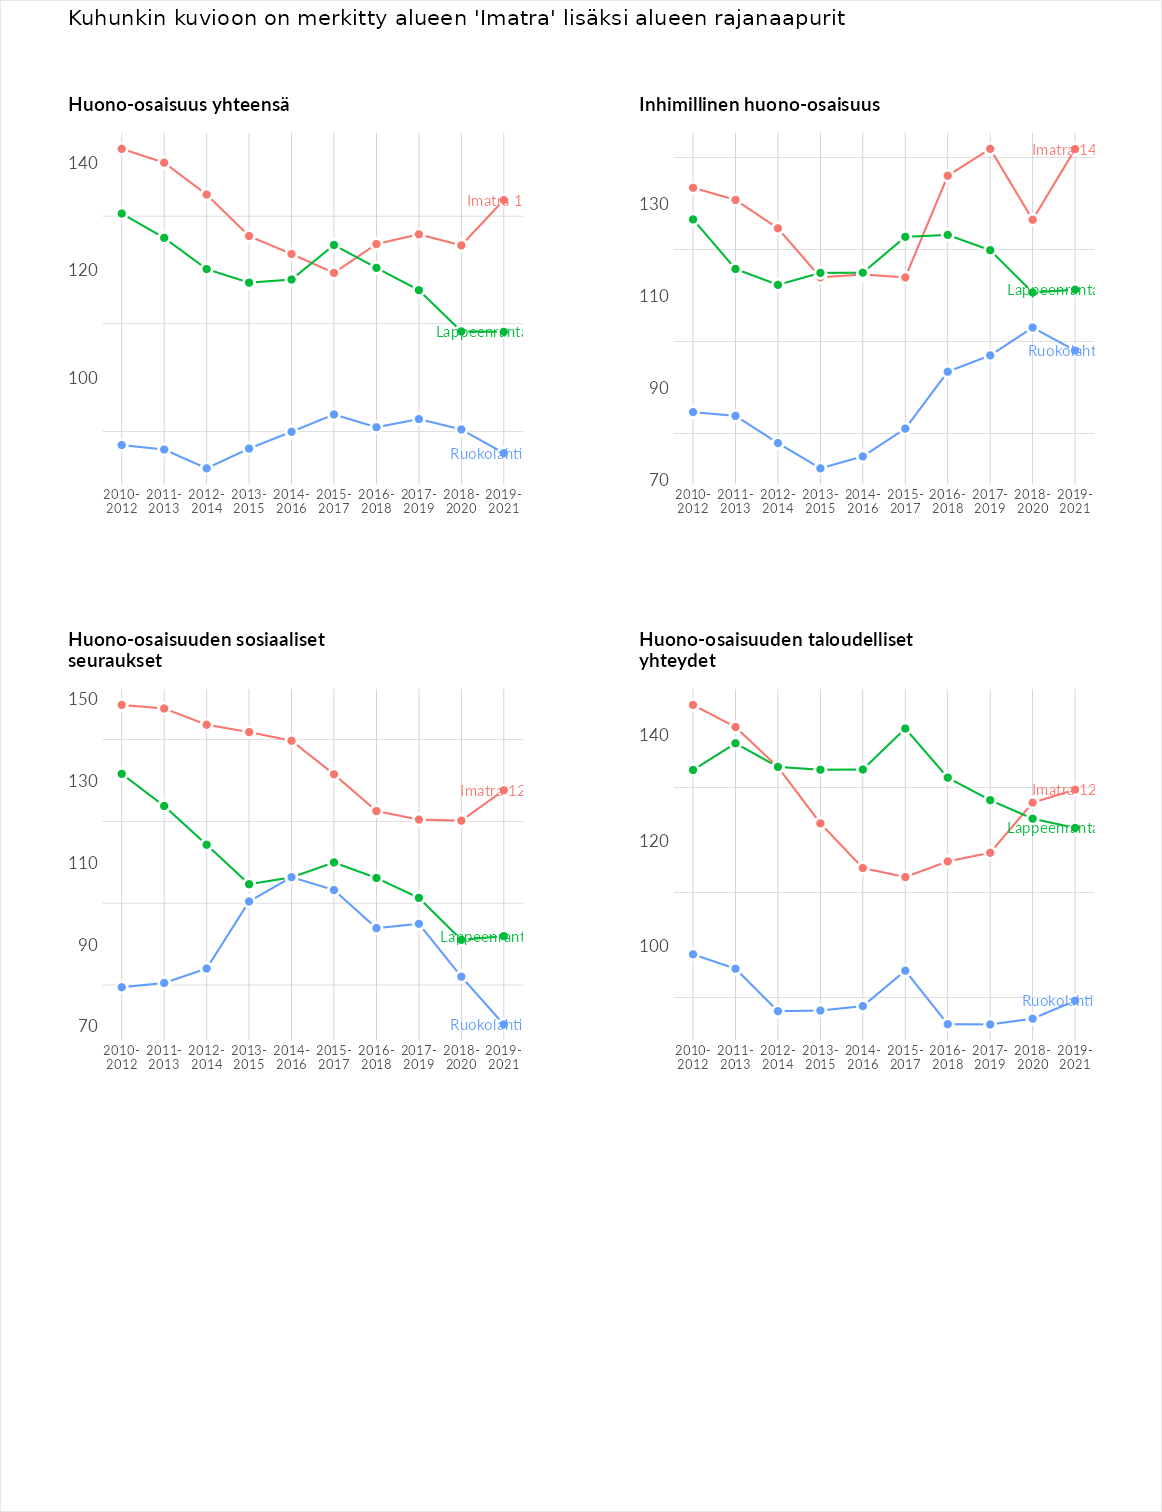 Kuhunkin kuvioon on merkitty alueen 'Imatra' lisäksi alueen rajanaapurit
Huono-osaisuus yhteensä
140
120
100
Imatra 1
Lappeenranta
Ruokolahti
2010-2012 2011-2013 2012-2014 2013-2015 2014-2016 2015-2017 2016-2018 2017-2019 2018-2020 2019-2021
Inhimillinen huono-osaisuus
130
110
90
70
Imatra 14
Lappeenranta
Ruokolaht
2010-2012 2011-2013 2012-2014 2013-2015 2014-2016 2015-2017 2016-2018 2017-2019 2018-2020 2019-2021
Huono-osaisuuden sosiaaliset
seuraukset
150
130
110
90
70
Imatra 12
Lappeenrant
Ruokolahti
2010-2012 2011-2013 2012-2014 2013-2015 2014-2016 2015-2017 2016-2018 2017-2019 2018-2020 2019-2021
Huono-osaisuuden taloudelliset
yhteydet
140
120
100
Imatra 12
Lappeenranta
Ruokolahti
2010-2012 2011-2013 2012-2014 2013-2015 2014-2016 2015-2017 2016-2018 2017-2019 2018-2020 2019-2021